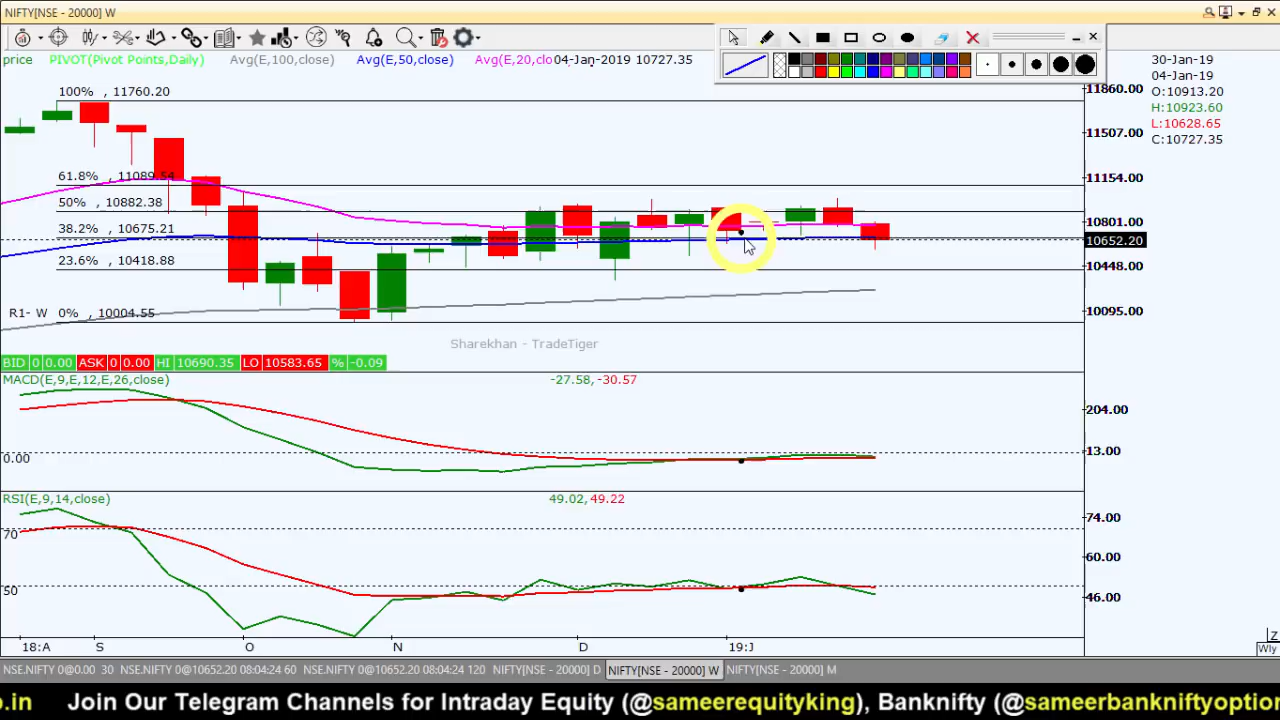 NIFTY[NSE - 20000] W
price PIVOT(Pivot Points,Daily) Avg(E,100,close) Avg(E,50,close) Avg(E,20,clo 04-Jan-2019 10727.35
30-Jan-19
04-Jan-19
O:10913.20
H:10923.60
L:10628.65
C:10727.35
100% , 11760.20
61.8% , 11089.54
50% , 10882.38
38.2% , 10675.21
23.6% , 10418.88
R1- W 0% , 10004.55
11860.00
11507.00
11154.00
10801.00
10652.20
10448.00
10095.00
Sharekhan - TradeTiger
BID 0 0.00 ASK 0 0.00 HI 10690.35 LO 10583.65 % -0.09
MACD(E,9,E,12,E,26,close) -27.58, -30.57
204.00
13.00
0.00
RSI(E,9,14,close) 49.02, 49.22
74.00
70
60.00
50
46.00
18:A S O N D 19:J
Z
Wly
NSE.NIFTY 0@0.00 30 NSE.NIFTY 0@10652.20 08:04:24 60 NSE.NIFTY 0@10652.20 08:04:24 120 NIFTY[NSE - 20000] D NIFTY[NSE - 20000] W NIFTY[NSE - 20000] M
o.in Join Our Telegram Channels for Intraday Equity (@sameerequityking), Banknifty (@sameerbankniftyoption